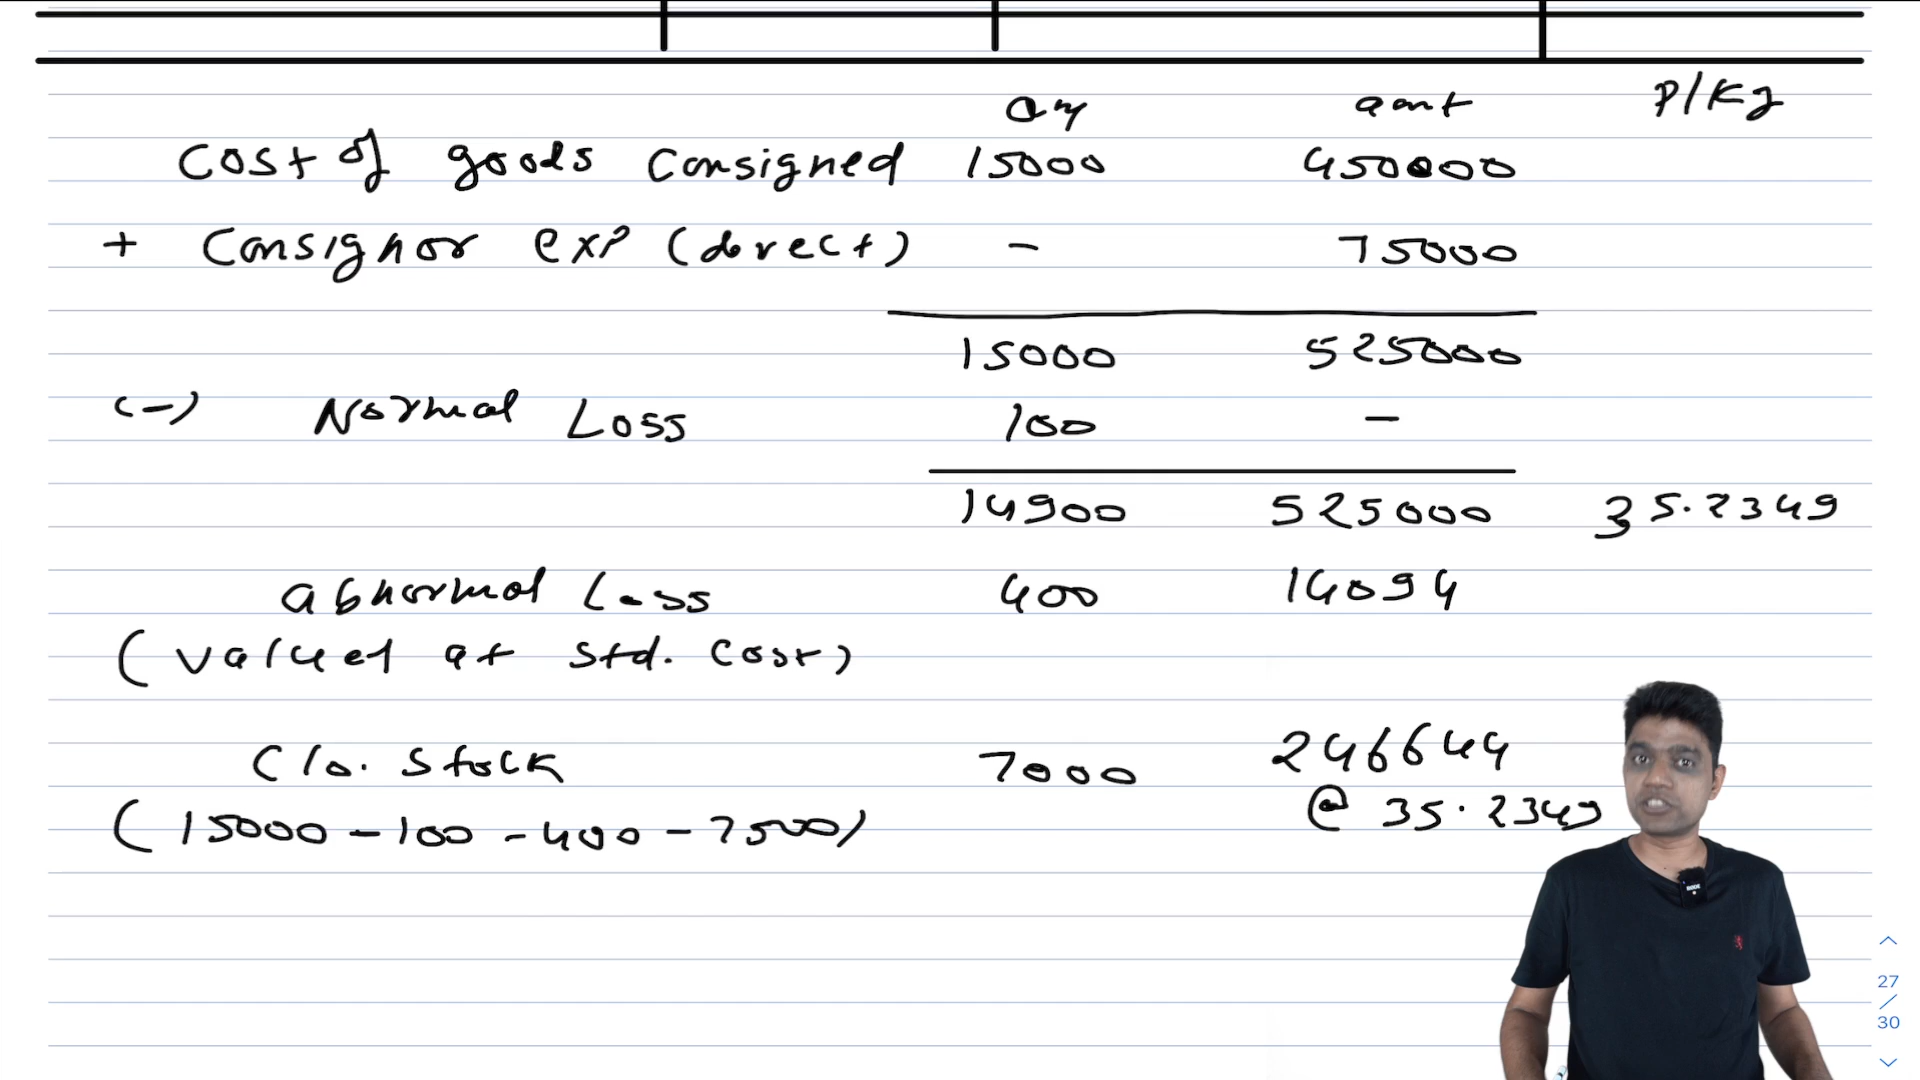 Qty amt P/Kg
Cost of goods Consigned 15000 450000
+ Consignor exp (direct) - 75000
15000 525000
(-) Normal Loss 100 -
14900 525000 35.2349
abnormal Loss 400 14094
(valued at std. cost)
Clo. Stock 7000 246644
(15000 - 100 - 400 - 7500) @ 35.2349
27
/
30